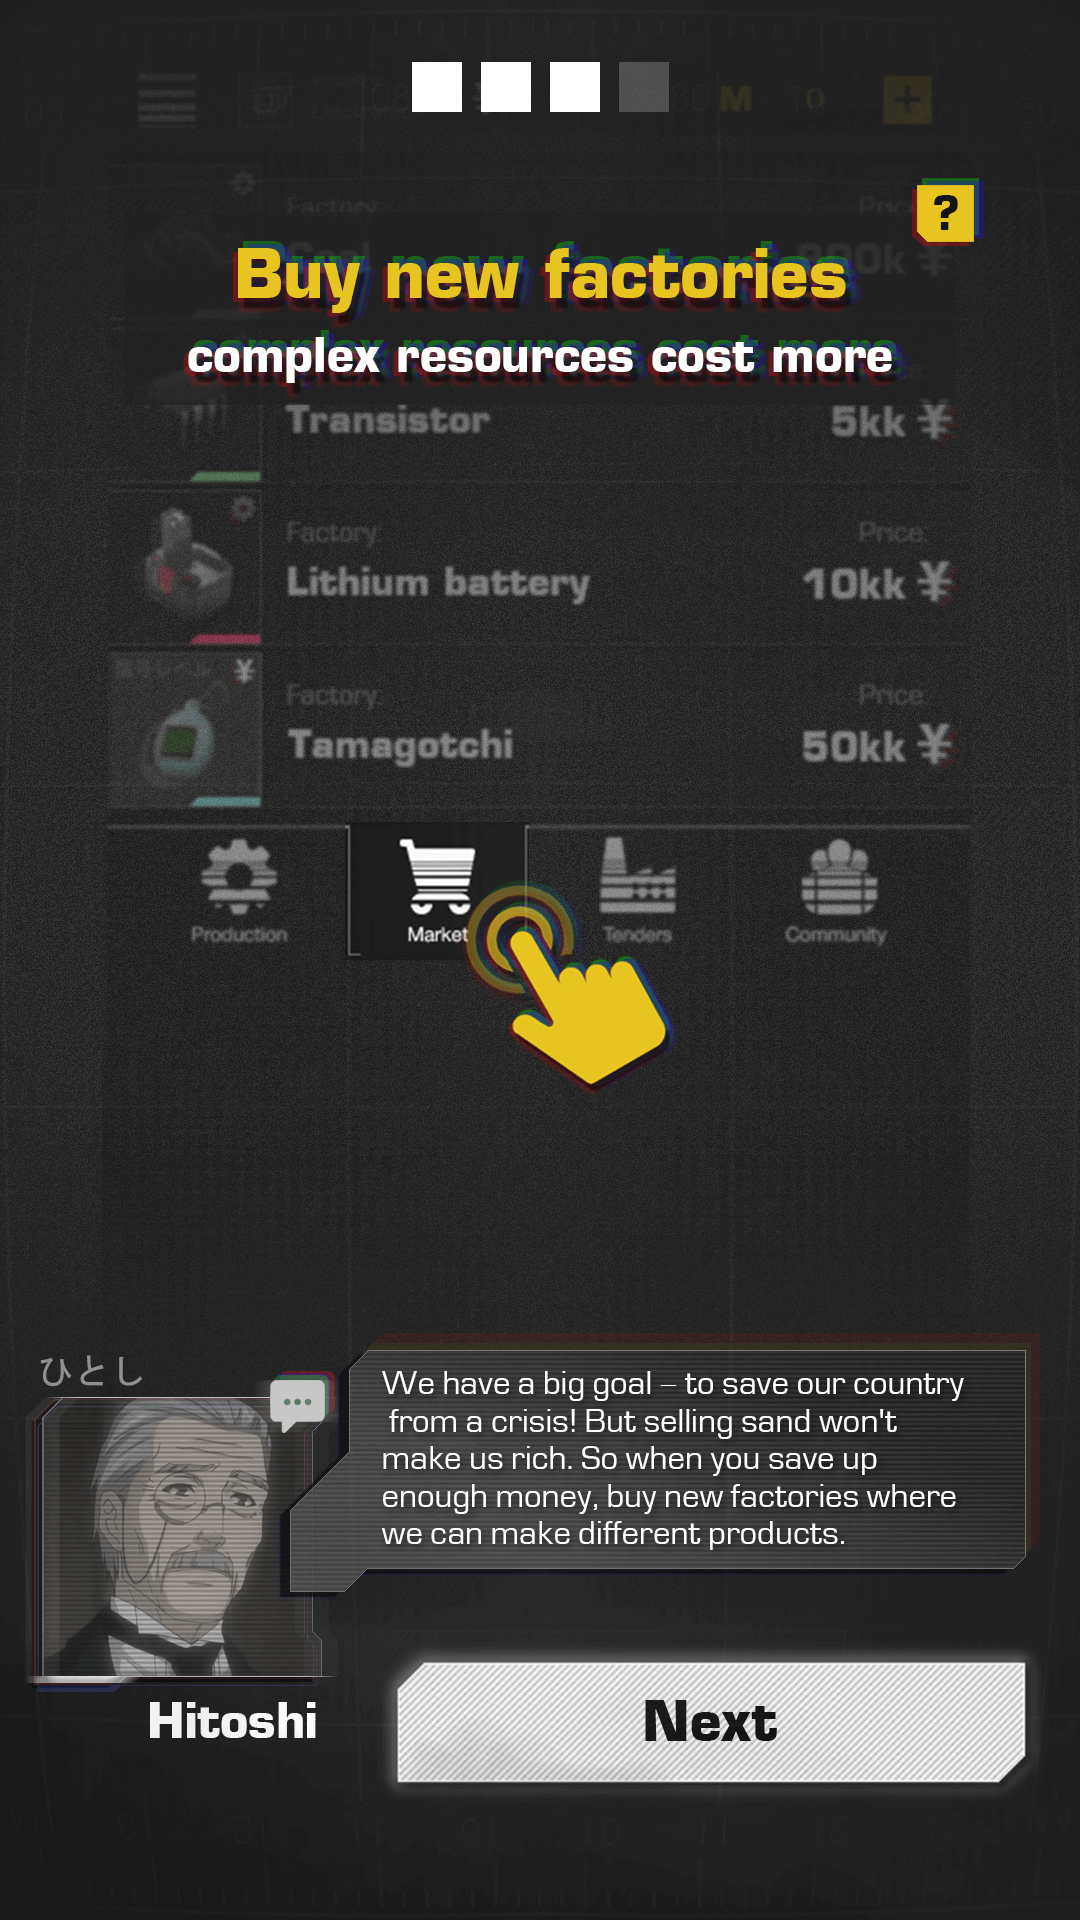 07
M 70 +
Factory:
?
Buy new factories
complex resources cost more
Transistor 5kk ¥
Factory: Price:
Lithium battery 10kk ¥
¥
Factory: Price:
Tamagotchi 50kk ¥
Production Market Tenders Community
ひとし
We have a big goal – to save our country
from a crisis! But selling sand won't
make us rich. So when you save up
enough money, buy new factories where
we can make different products.
Hitoshi
Next